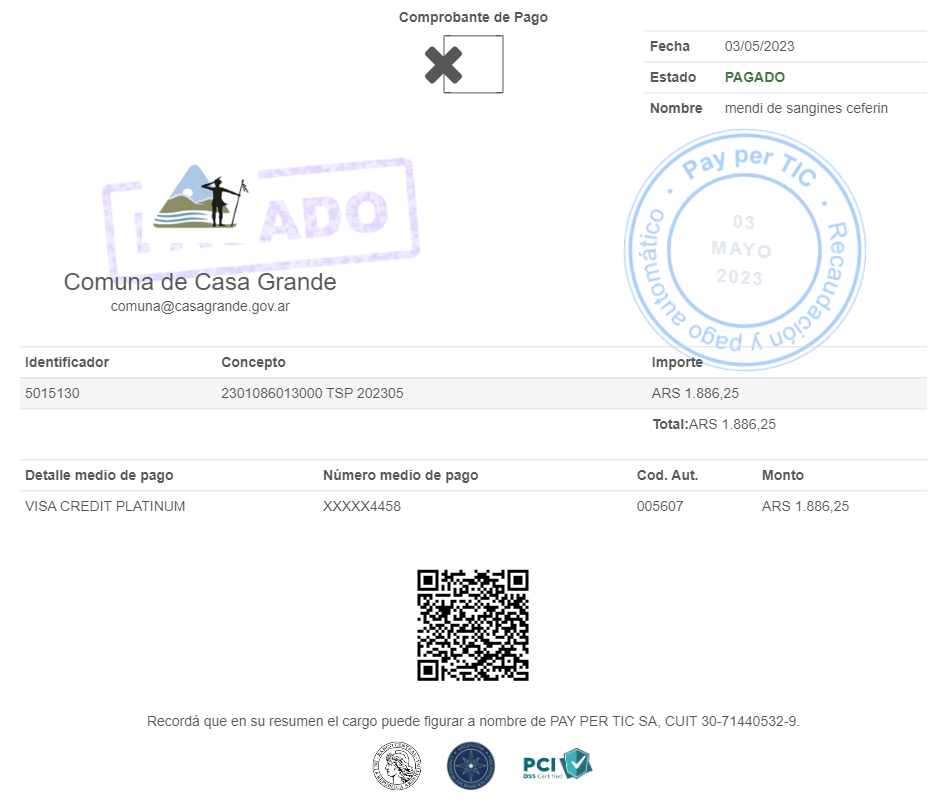 Comprobante de Pago
Fecha 03/05/2023
Estado PAGADO
Nombre mendi de sangines ceferin
PAGADO
Pay per TIC
Recaudación y pago automático
03
MAYO
2023
Comuna de Casa Grande
comuna@casagrande.gov.ar
Identificador Concepto Importe
5015130 2301086013000 TSP 202305 ARS 1.886,25
Total:ARS 1.886,25
Detalle medio de pago Número medio de pago Cod. Aut. Monto
VISA CREDIT PLATINUM XXXXX4458 005607 ARS 1.886,25
Recordá que en su resumen el cargo puede figurar a nombre de PAY PER TIC SA, CUIT 30-71440532-9.
BANCO CENTRAL
PCI
DSS Certified